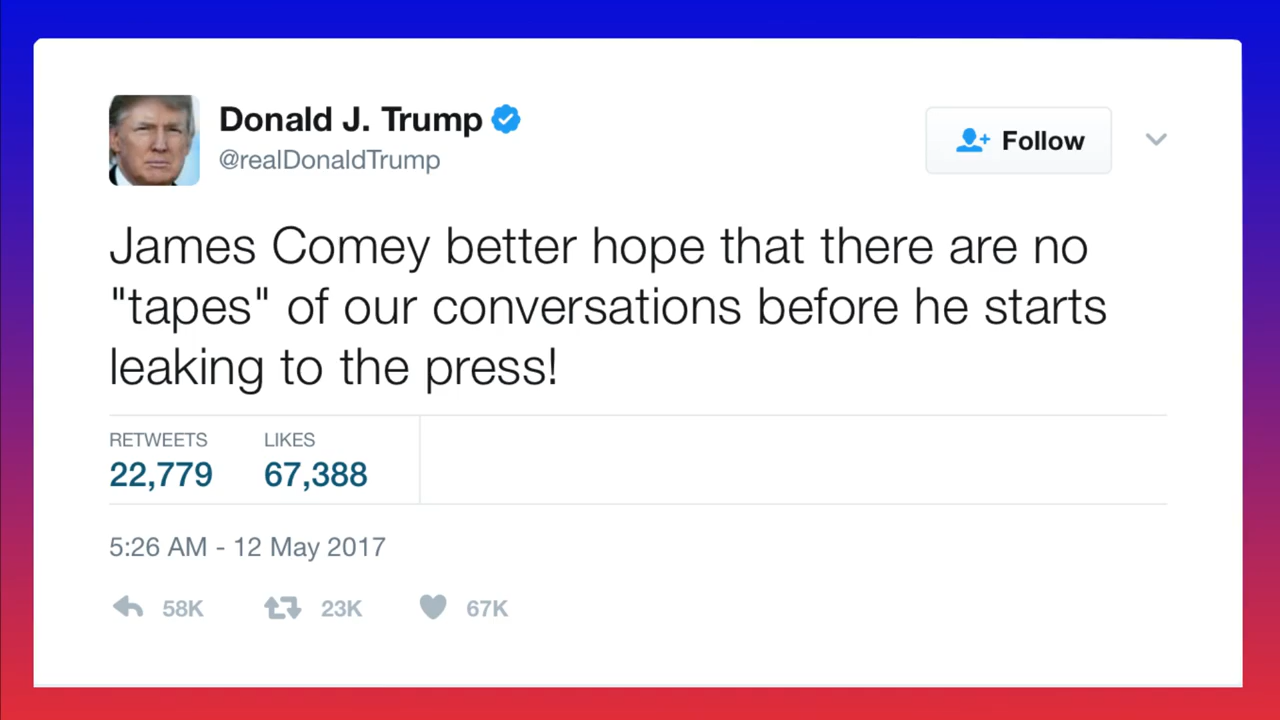 Donald J. Trump
@realDonaldTrump
Follow
James Comey better hope that there are no
"tapes" of our conversations before he starts
leaking to the press!
RETWEETS LIKES
22,779 67,388
5:26 AM - 12 May 2017
58K 23K 67K